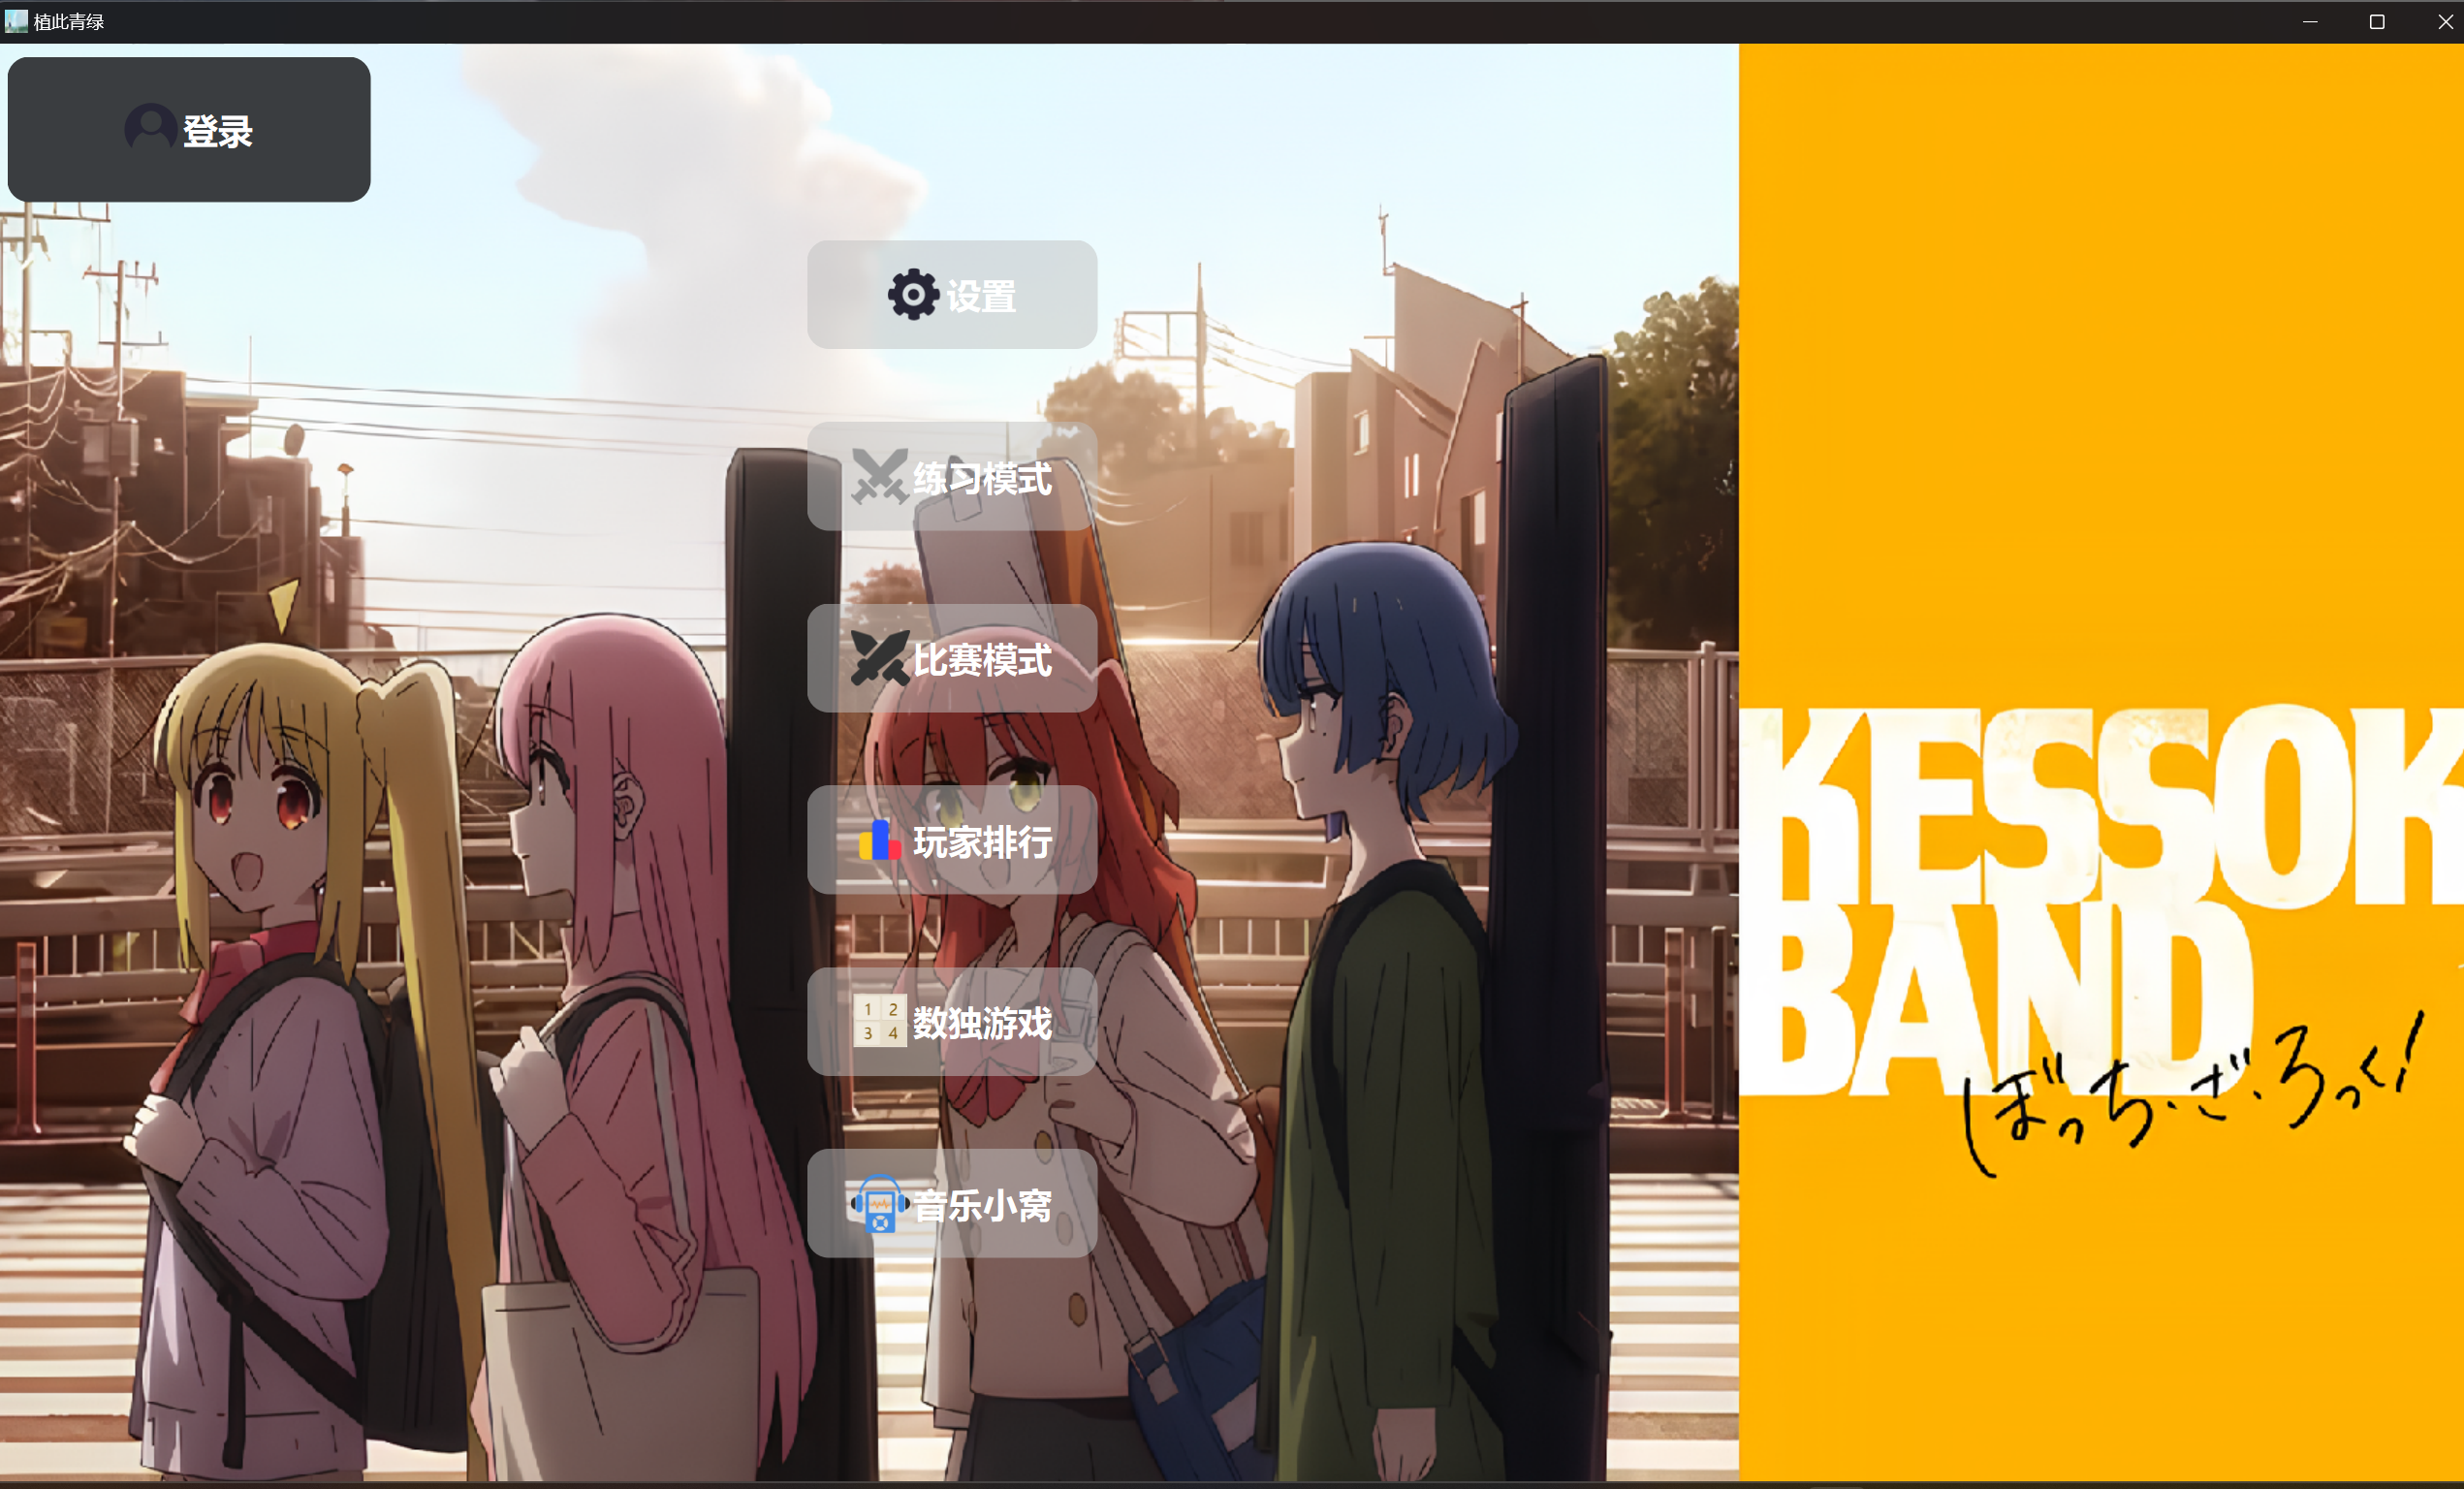 植此青绿
登录
设置
练习模式
比赛模式
玩家排行
1 2
3 4
数独游戏
音乐小窝
KESSOK
BAND
ぼっち・ざ・ろっく!